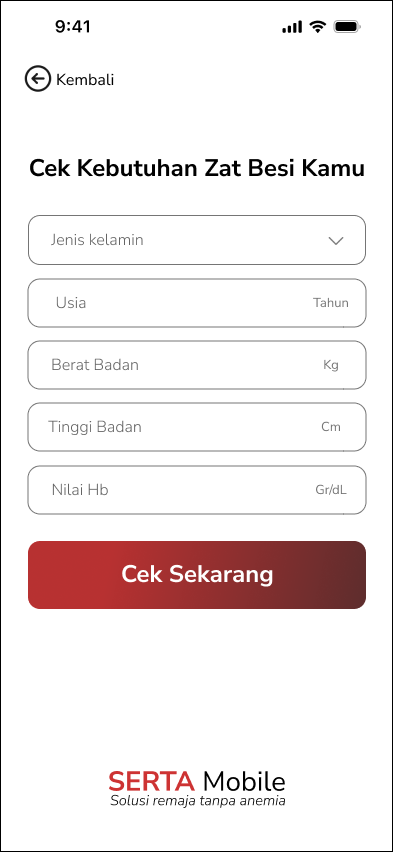 9:41
Kembali
Cek Kebutuhan Zat Besi Kamu
Jenis kelamin
Usia Tahun
Berat Badan Kg
Tinggi Badan Cm
Nilai Hb Gr/dL
Cek Sekarang
SERTA Mobile
Solusi remaja tanpa anemia